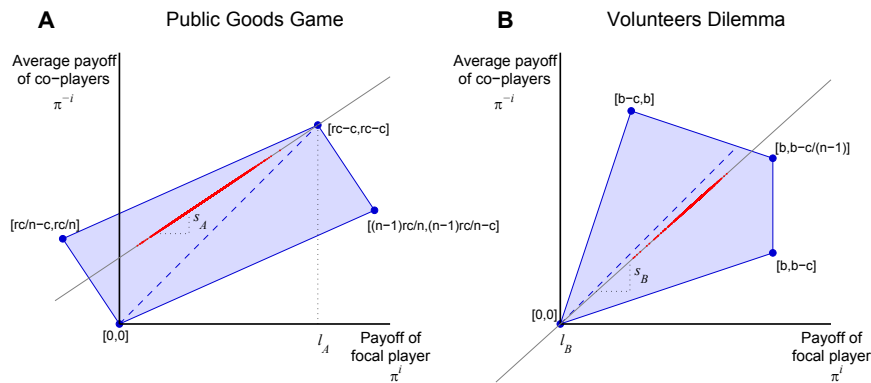 A
Public Goods Game
Average payoff
of co−players
π⁻ⁱ
[rc−c,rc−c]
[rc/n−c,rc/n]
s_A
[(n−1)rc/n,(n−1)rc/n−c]
[0,0]
l_A
Payoff of
focal player
πⁱ
B
Volunteers Dilemma
Average payoff
of co−players
π⁻ⁱ
[b−c,b]
[b,b−c/(n−1)]
s_B
[b,b−c]
[0,0]
l_B
Payoff of
focal player
πⁱ